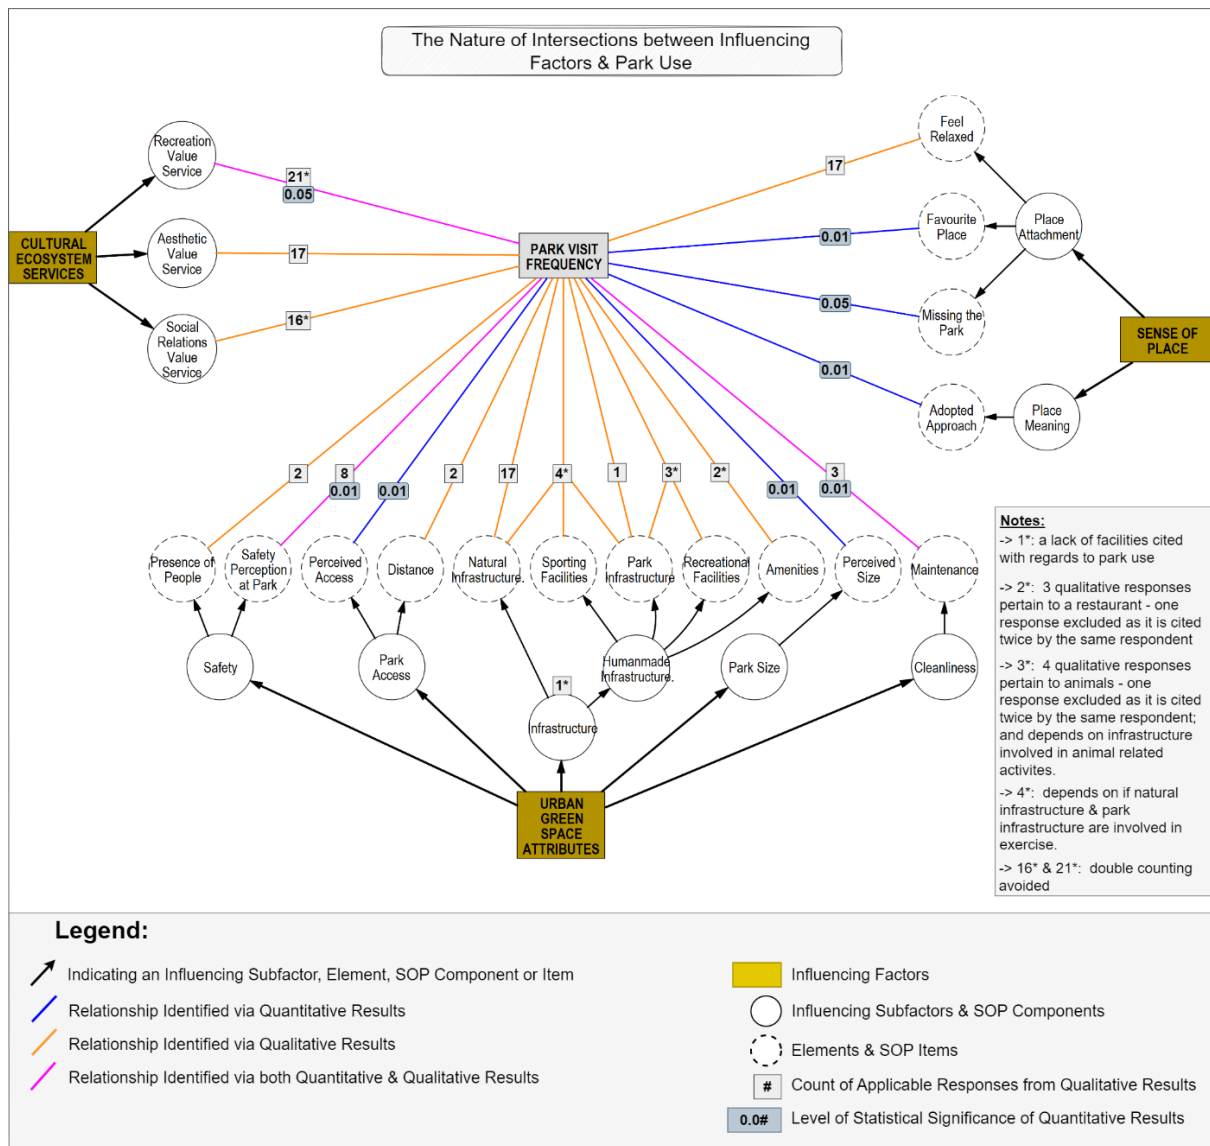 The Nature of Intersections between Influencing
Factors & Park Use
Recreation
Value
Service
21*
0.05
17
Feel
Relaxed
CULTURAL
ECOSYSTEM
SERVICES
Aesthetic
Value
Service
17
PARK VISIT
FREQUENCY
0.01
Favourite
Place
Place
Attachment
Social
Relations
Value
Service
16*
0.05
Missing the
Park
SENSE OF
PLACE
0.01
Adopted
Approach
Place
Meaning
2
8
0.01
0.01
2
17
4*
1
3*
2*
0.01
3
0.01
Presence of
People
Safety
Perception
at Park
Perceived
Access
Distance
Natural
Infrastructure.
Sporting
Facilities
Park
Infrastructure
Recreational
Facilities
Amenities
Perceived
Size
Maintenance
Safety
Park
Access
1*
Infrastructure
Humanmade
Infrastructure.
Park Size
Cleanliness
URBAN
GREEN
SPACE
ATTRIBUTES
Notes:
-> 1*: a lack of facilities cited
with regards to park use
-> 2*: 3 qualitative responses
pertain to a restaurant - one
response excluded as it is cited
twice by the same respondent
-> 3*: 4 qualitative responses
pertain to animals - one
response excluded as it is cited
twice by the same respondent;
and depends on infrastructure
involved in animal related
activites.
-> 4*: depends on if natural
infrastructure & park
infrastructure are involved in
exercise.
-> 16* & 21*: double counting
avoided
Legend:
Indicating an Influencing Subfactor, Element, SOP Component or Item
Relationship Identified via Quantitative Results
Relationship Identified via Qualitative Results
Relationship Identified via both Quantitative & Qualitative Results
Influencing Factors
Influencing Subfactors & SOP Components
Elements & SOP Items
# Count of Applicable Responses from Qualitative Results
0.0# Level of Statistical Significance of Quantitative Results